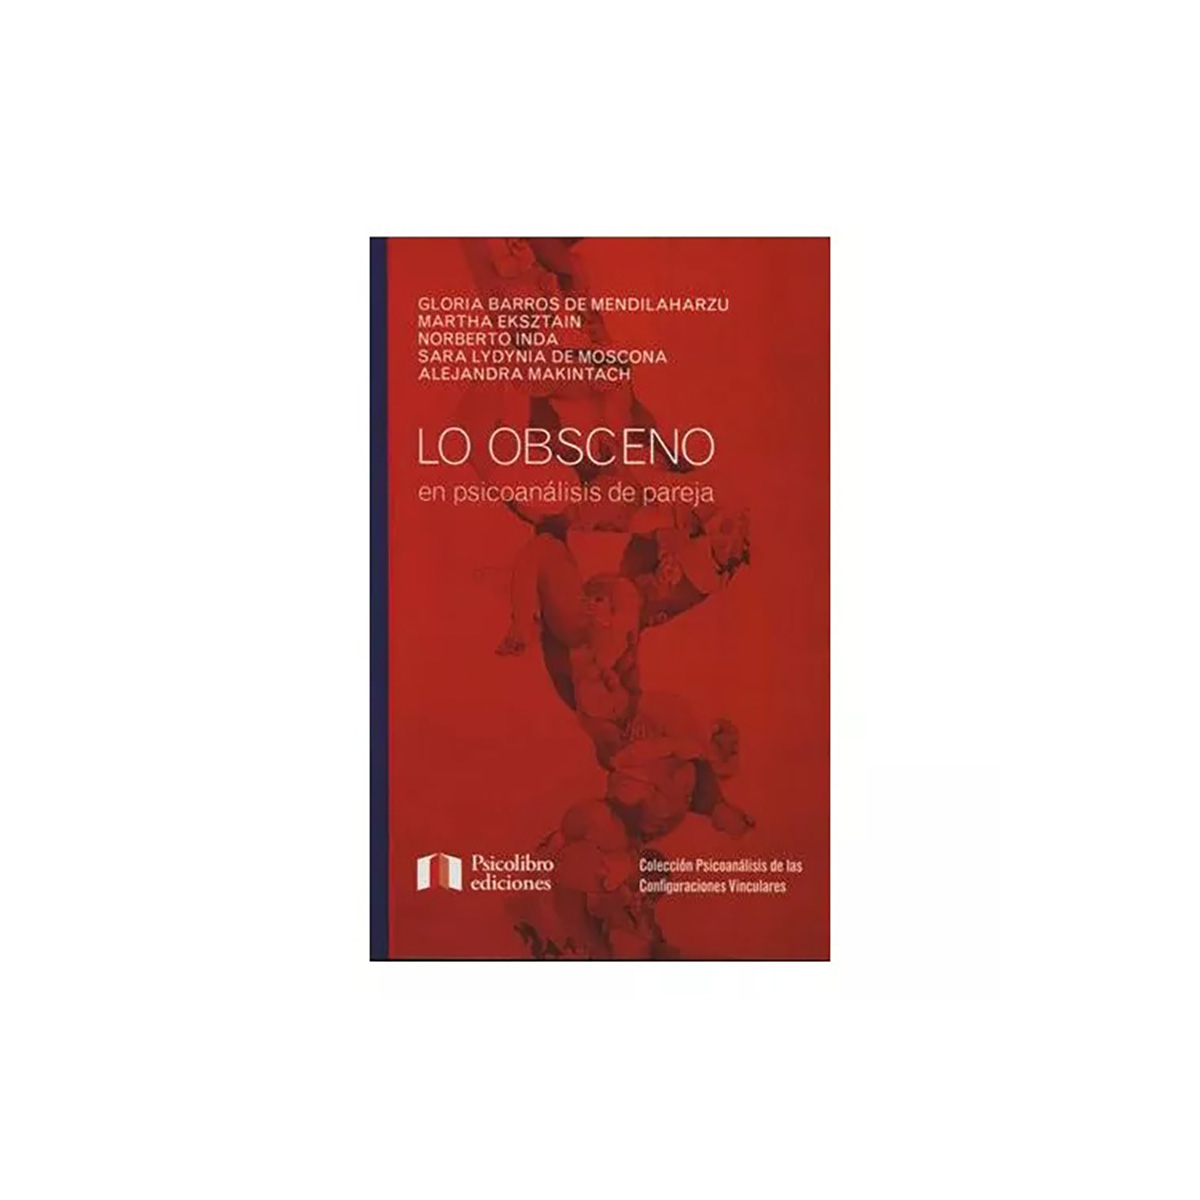 GLORIA BARROS DE MENDILAHARZU
MARTHA EKSZTAIN
NORBERTO INDA
SARA LYDYNIA DE MOSCONA
ALEJANDRA MAKINTACH
LO OBSCENO
en psicoanálisis de pareja
Psicolibro
ediciones
Colección Psicoanálisis de las
Configuraciones Vinculares